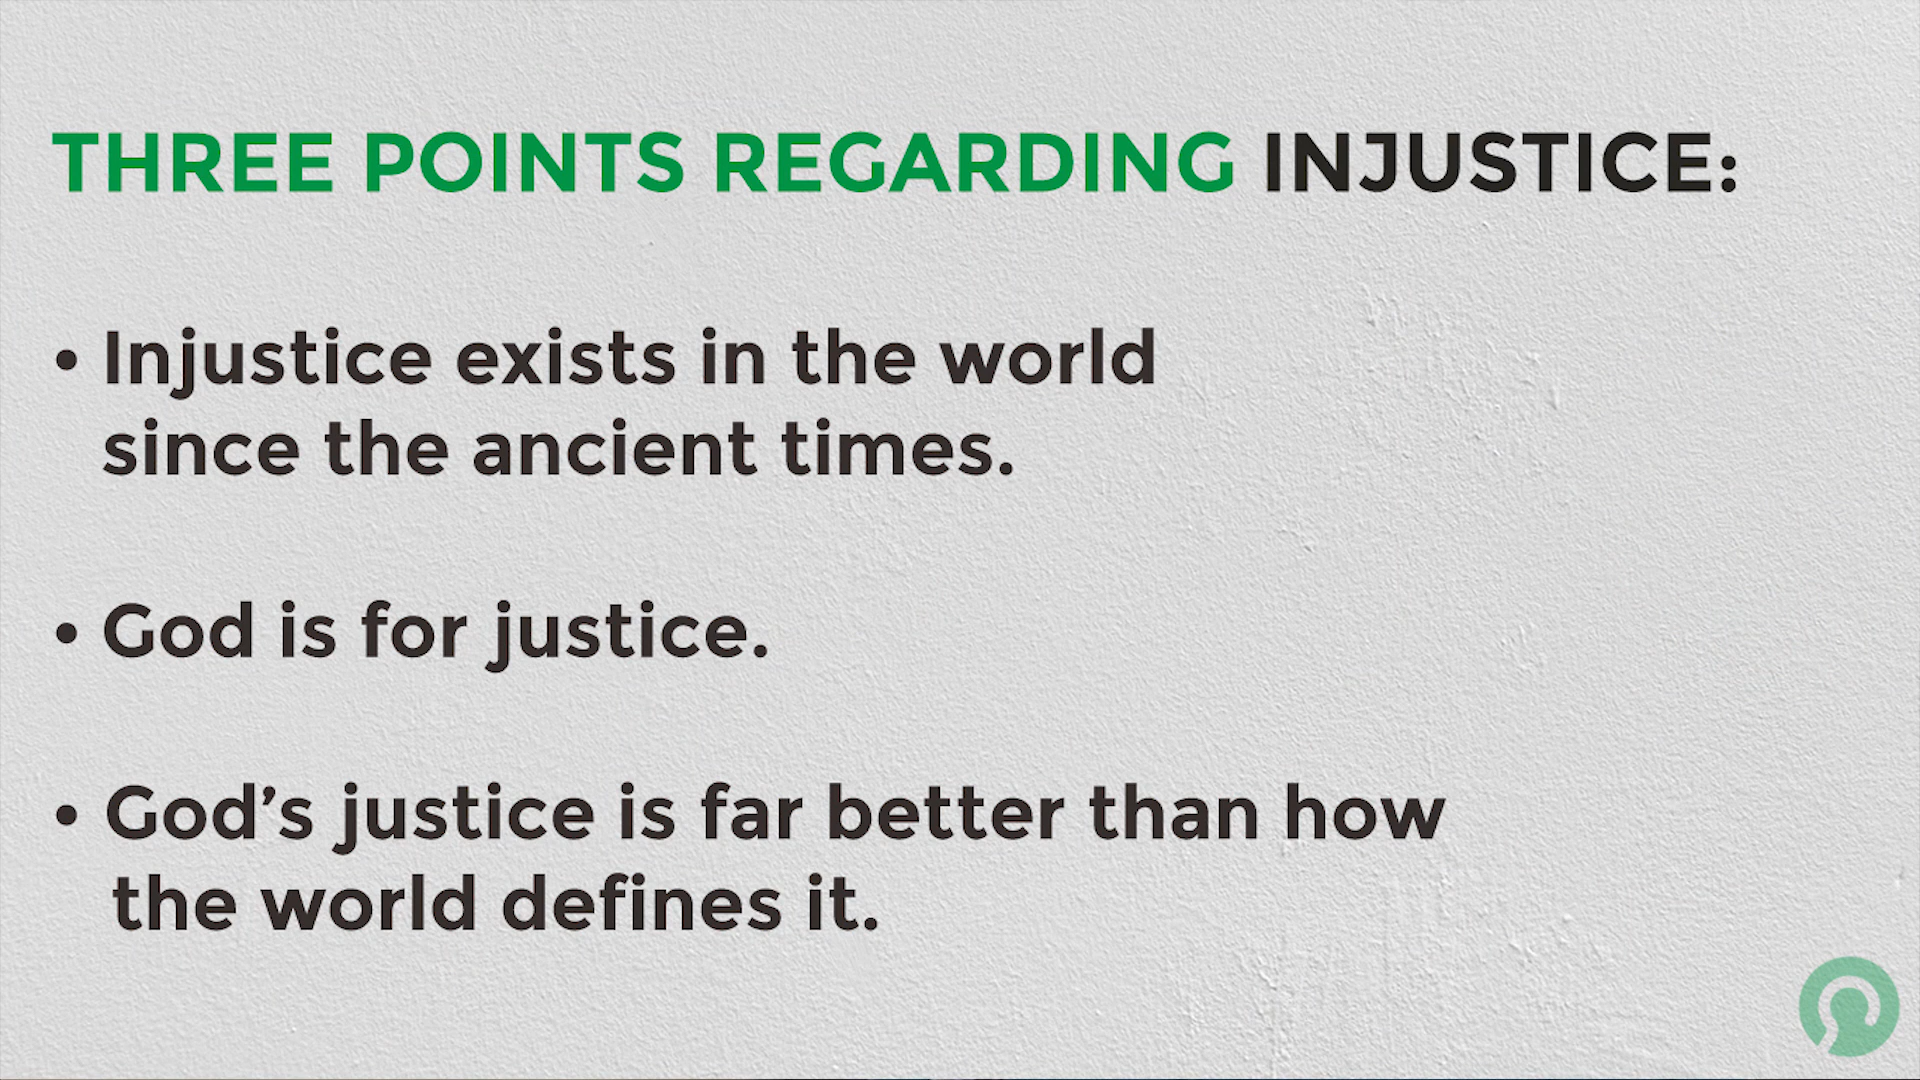 THREE POINTS REGARDING INJUSTICE:
• Injustice exists in the world
since the ancient times.
• God is for justice.
• God’s justice is far better than how
the world defines it.